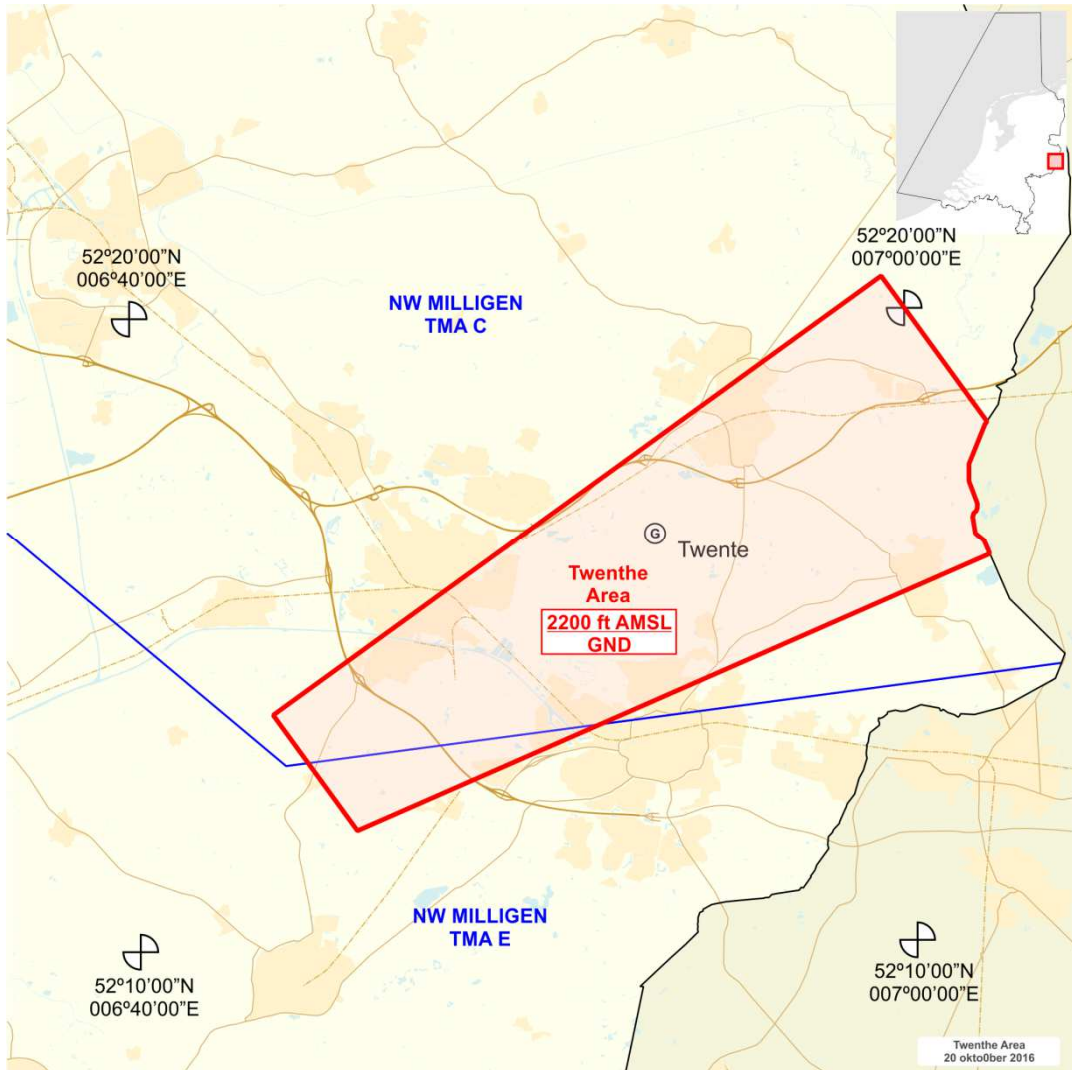 52º20’00”N
006º40’00”E
52º20’00”N
007º00’00”E
NW MILLIGEN
TMA C
G
Twente
Twenthe
Area
2200 ft AMSL
GND
NW MILLIGEN
TMA E
52º10’00”N
006º40’00”E
52º10’00”N
007º00’00”E
Twenthe Area
20 okto0ber 2016